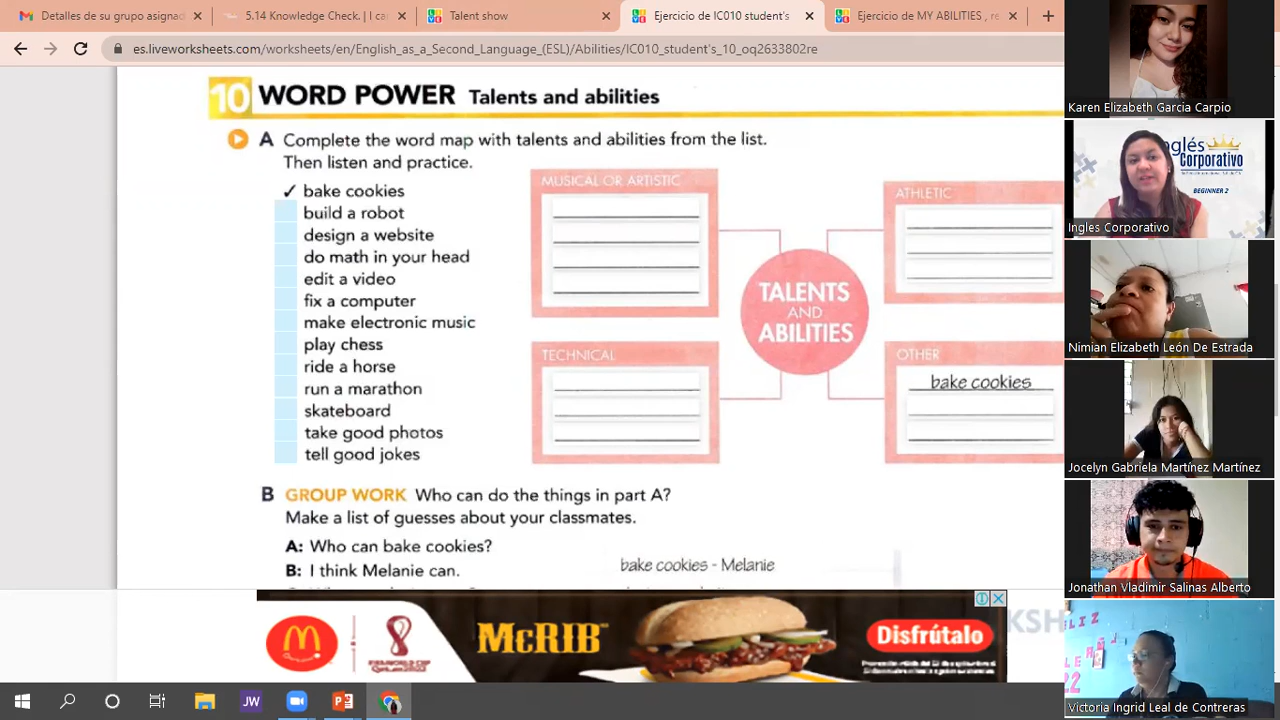 Detalles de su grupo asignad
5.14 Knowledge Check. | I ca
Talent show
Ejercicio de IC010 student's
Ejercicio de MY ABILITIES , re
es.liveworksheets.com/worksheets/en/English_as_a_Second_Language_(ESL)/Abilities/IC010_student's_10_oq2633802re
10 WORD POWER Talents and abilities
A Complete the word map with talents and abilities from the list.
Then listen and practice.
✓ bake cookies
build a robot
design a website
do math in your head
edit a video
fix a computer
make electronic music
play chess
ride a horse
run a marathon
skateboard
take good photos
tell good jokes
MUSICAL OR ARTISTIC
ATHLETIC
TALENTS
AND
ABILITIES
TECHNICAL
OTHER
bake cookies
B GROUP WORK Who can do the things in part A?
Make a list of guesses about your classmates.
A: Who can bake cookies?
B: I think Melanie can.
bake cookies - Melanie
McRIB
Disfrútalo
FIFA WORLD CUP
KSH
JW
Karen Elizabeth Garcia Carpio
Inglés
Corporativo
BEGINNER 2
Ingles Corporativo
Nimian Elizabeth León De Estrada
Jocelyn Gabriela Martínez Martínez
Jonathan Vladimir Salinas Alberto
ELIZ
22
Victoria Ingrid Leal de Contreras